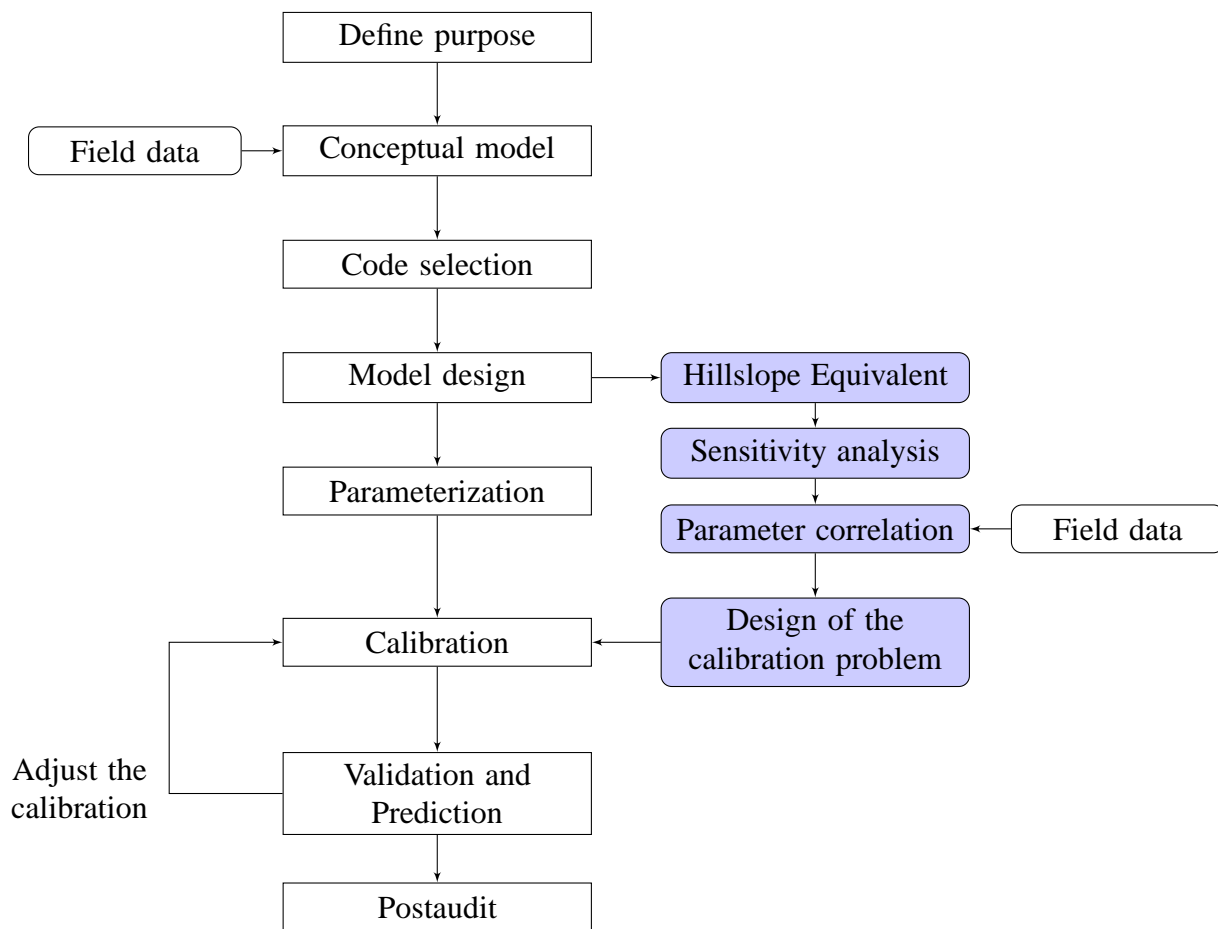 Define purpose
Field data
Conceptual model
Code selection
Model design
Hillslope Equivalent
Sensitivity analysis
Parameterization
Parameter correlation
Field data
Design of the
calibration problem
Calibration
Adjust the
calibration
Validation and
Prediction
Postaudit